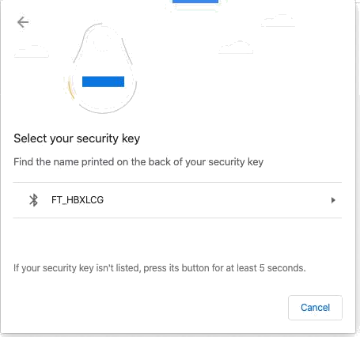 Select your security key
Find the name printed on the back of your security key
FT_HBXLCG
If your security key isn't listed, press its button for at least 5 seconds.
Cancel